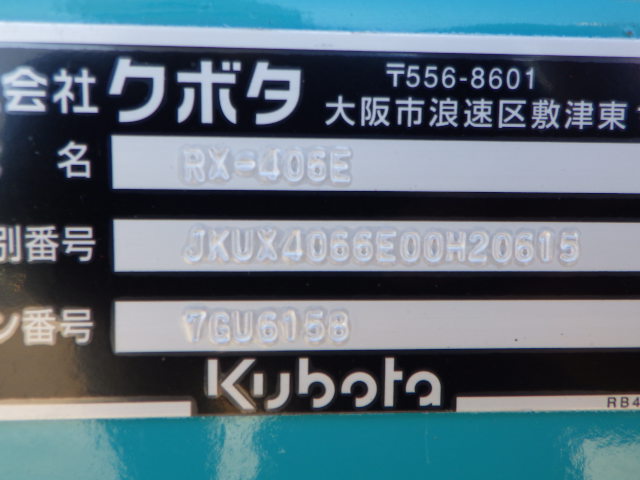 会社クボタ 〒556-8601
大阪市浪速区敷津東
名 RX-406E
別番号 JKUX4066E00H20615
ン番号 7GU6158
Kubota
RB4